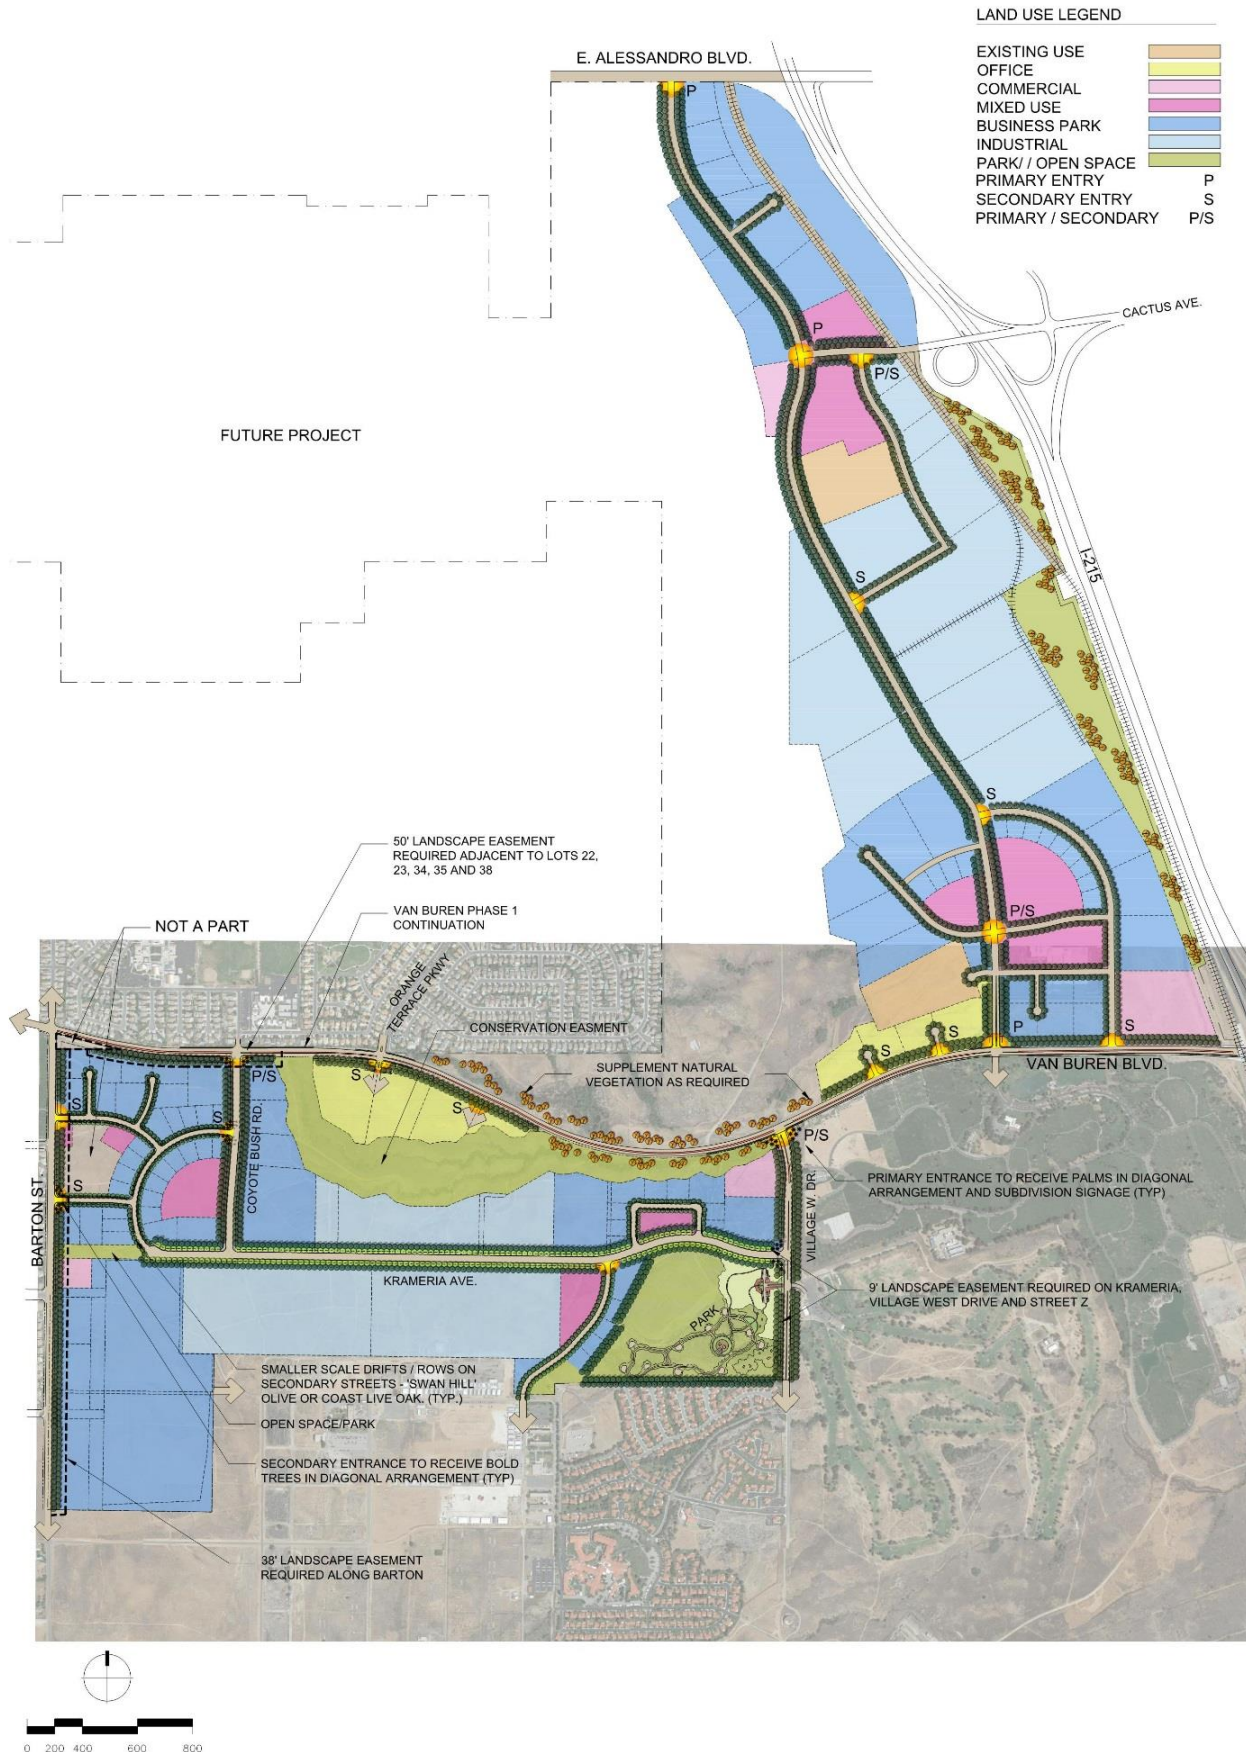 LAND USE LEGEND
EXISTING USE
OFFICE
COMMERCIAL
MIXED USE
BUSINESS PARK
INDUSTRIAL
PARK/ / OPEN SPACE
PRIMARY ENTRY P
SECONDARY ENTRY S
PRIMARY / SECONDARY P/S
E. ALESSANDRO BLVD.
P
CACTUS AVE.
P
P/S
FUTURE PROJECT
I-215
S
S
50' LANDSCAPE EASEMENT
REQUIRED ADJACENT TO LOTS 22,
23, 34, 35 AND 38
VAN BUREN PHASE 1
CONTINUATION
NOT A PART
P/S
ORANGE
TERRACE PKWY
CONSERVATION EASMENT
SUPPLEMENT NATURAL
VEGETATION AS REQUIRED
S
S
P
S
VAN BUREN BLVD.
P/S
S
S
S
S
S
P/S
COYOTE BUSH RD.
BARTON ST.
VILLAGE W. DR.
PRIMARY ENTRANCE TO RECEIVE PALMS IN DIAGONAL
ARRANGEMENT AND SUBDIVISION SIGNAGE (TYP)
KRAMERIA AVE.
9' LANDSCAPE EASEMENT REQUIRED ON KRAMERIA,
VILLAGE WEST DRIVE AND STREET Z
PARK
SMALLER SCALE DRIFTS / ROWS ON
SECONDARY STREETS - 'SWAN HILL'
OLIVE OR COAST LIVE OAK. (TYP.)
OPEN SPACE/PARK
SECONDARY ENTRANCE TO RECEIVE BOLD
TREES IN DIAGONAL ARRANGEMENT (TYP)
38' LANDSCAPE EASEMENT
REQUIRED ALONG BARTON
0 200 400 600 800